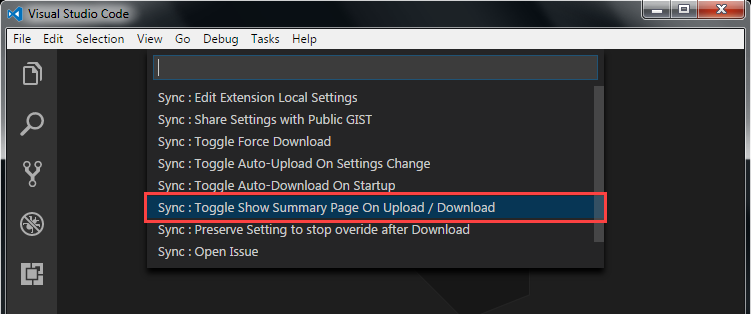 Visual Studio Code
File Edit Selection View Go Debug Tasks Help
Sync : Edit Extension Local Settings
Sync : Share Settings with Public GIST
Sync : Toggle Force Download
Sync : Toggle Auto-Upload On Settings Change
Sync : Toggle Auto-Download On Startup
Sync : Toggle Show Summary Page On Upload / Download
Sync : Preserve Setting to stop overide after Download
Sync : Open Issue